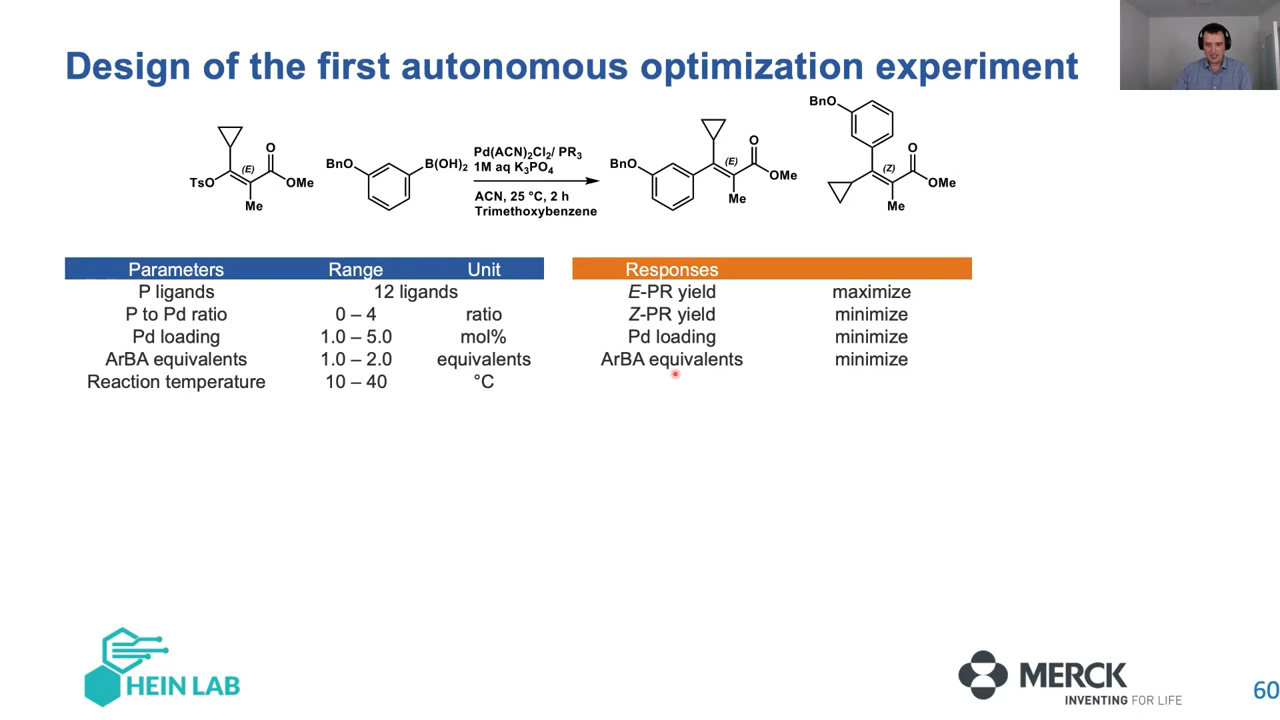 Design of the first autonomous optimization experiment
BnO
TsO
(E)
O
OMe
Me
BnO
B(OH)2
Pd(ACN)2Cl2/ PR3
1M aq K3PO4
ACN, 25 °C, 2 h
Trimethoxybenzene
BnO
(E)
O
OMe
Me
(Z)
O
OMe
Me
Parameters Range Unit
P ligands 12 ligands
P to Pd ratio 0 – 4 ratio
Pd loading 1.0 – 5.0 mol%
ArBA equivalents 1.0 – 2.0 equivalents
Reaction temperature 10 – 40 °C
Responses
E-PR yield maximize
Z-PR yield minimize
Pd loading minimize
ArBA equivalents minimize
HEIN LAB
MERCK
INVENTING FOR LIFE
60